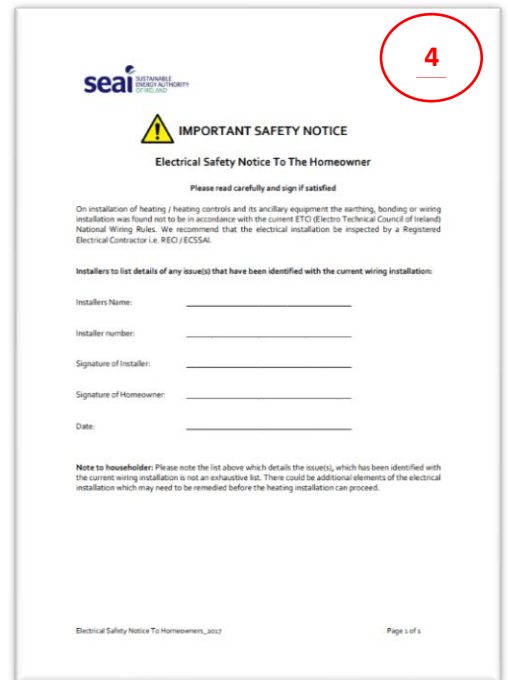 4
seai SUSTAINABLE
ENERGY AUTHORITY
OF IRELAND
IMPORTANT SAFETY NOTICE
Electrical Safety Notice To The Homeowner
Please read carefully and sign if satisfied
On installation of heating / heating controls and its ancillary equipment the earthing, bonding or wiring
installation was found not to be in accordance with the current ETCI (Electro Technical Council of Ireland)
National Wiring Rules. We recommend that the electrical installation be inspected by a Registered
Electrical Contractor i.e. RECI / ECSSAI.
Installers to list details of any issue(s) that have been identified with the current wiring installation:
Installers Name:
Installer number:
Signature of Installer:
Signature of Homeowner:
Date:
Note to householder: Please note the list above which details the issue(s), which has been identified with
the current wiring installation is not an exhaustive list. There could be additional elements of the electrical
installation which may need to be remedied before the heating installation can proceed.
Electrical Safety Notice To Homeowners_2017 Page 1 of 1